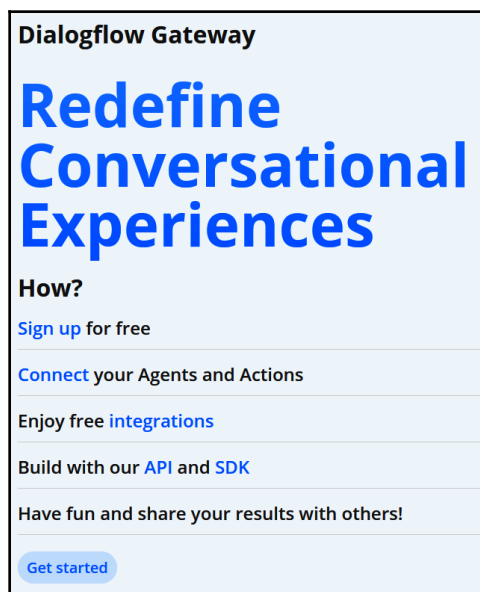 Dialogflow Gateway
Redefine
Conversational
Experiences
How?
Sign up for free
Connect your Agents and Actions
Enjoy free integrations
Build with our API and SDK
Have fun and share your results with others!
Get started